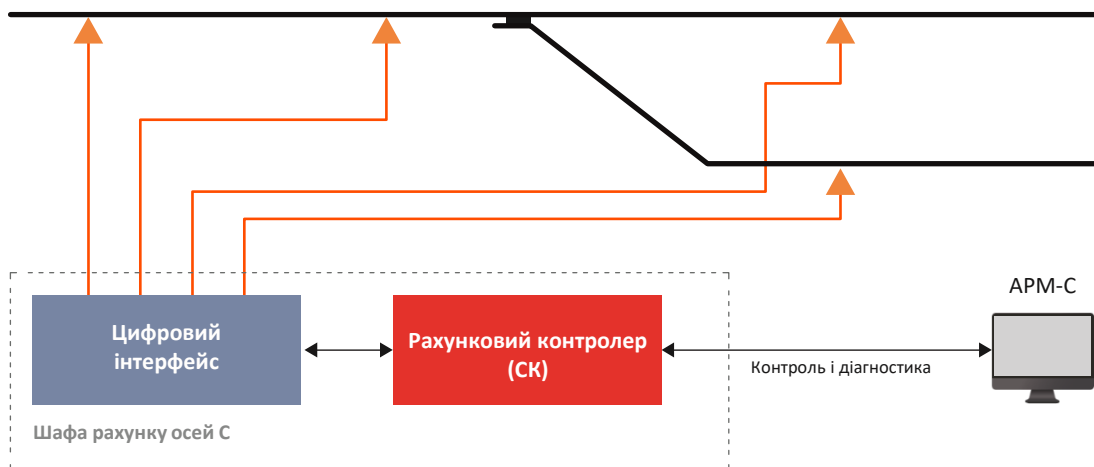 АРМ-С
Цифровий
інтерфейс
Рахунковий контролер
(СК)
Контроль і діагностика
Шафа рахунку осей С